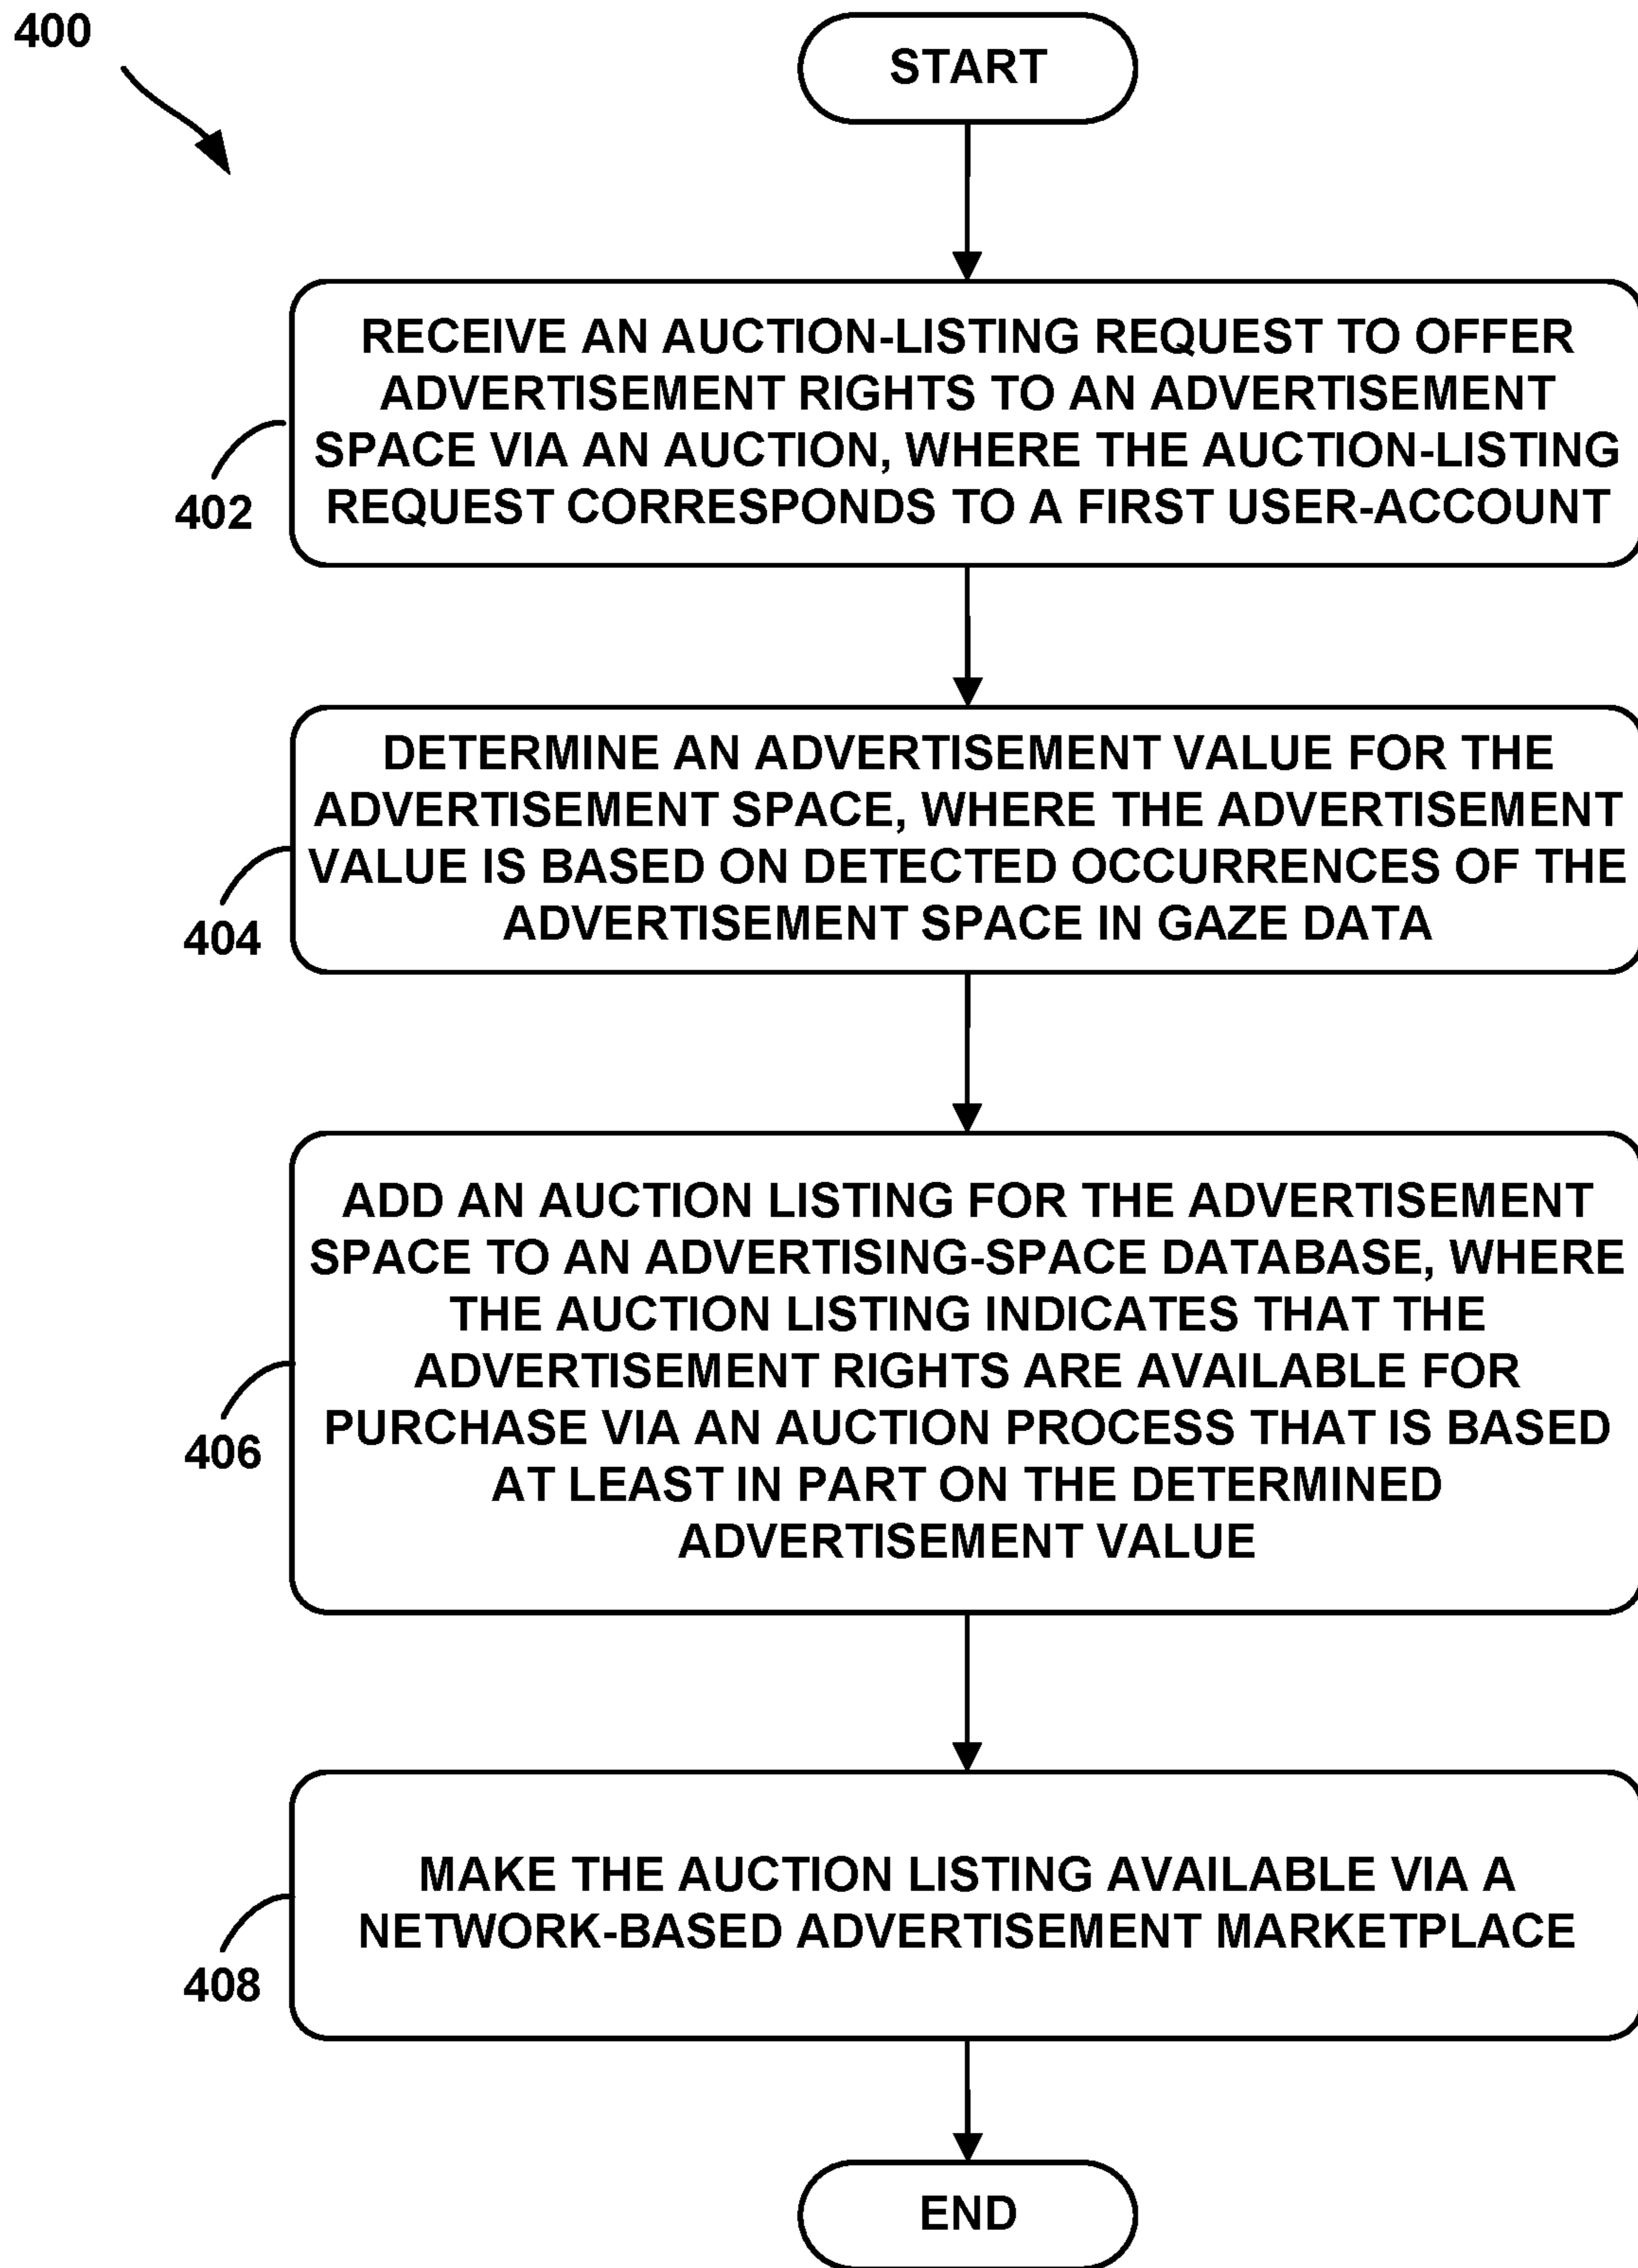 400
START
RECEIVE AN AUCTION-LISTING REQUEST TO OFFER
ADVERTISEMENT RIGHTS TO AN ADVERTISEMENT
SPACE VIA AN AUCTION, WHERE THE AUCTION-LISTING
REQUEST CORRESPONDS TO A FIRST USER-ACCOUNT
402
DETERMINE AN ADVERTISEMENT VALUE FOR THE
ADVERTISEMENT SPACE, WHERE THE ADVERTISEMENT
VALUE IS BASED ON DETECTED OCCURRENCES OF THE
ADVERTISEMENT SPACE IN GAZE DATA
404
ADD AN AUCTION LISTING FOR THE ADVERTISEMENT
SPACE TO AN ADVERTISING-SPACE DATABASE, WHERE
THE AUCTION LISTING INDICATES THAT THE
ADVERTISEMENT RIGHTS ARE AVAILABLE FOR
PURCHASE VIA AN AUCTION PROCESS THAT IS BASED
AT LEAST IN PART ON THE DETERMINED
ADVERTISEMENT VALUE
406
MAKE THE AUCTION LISTING AVAILABLE VIA A
NETWORK-BASED ADVERTISEMENT MARKETPLACE
408
END